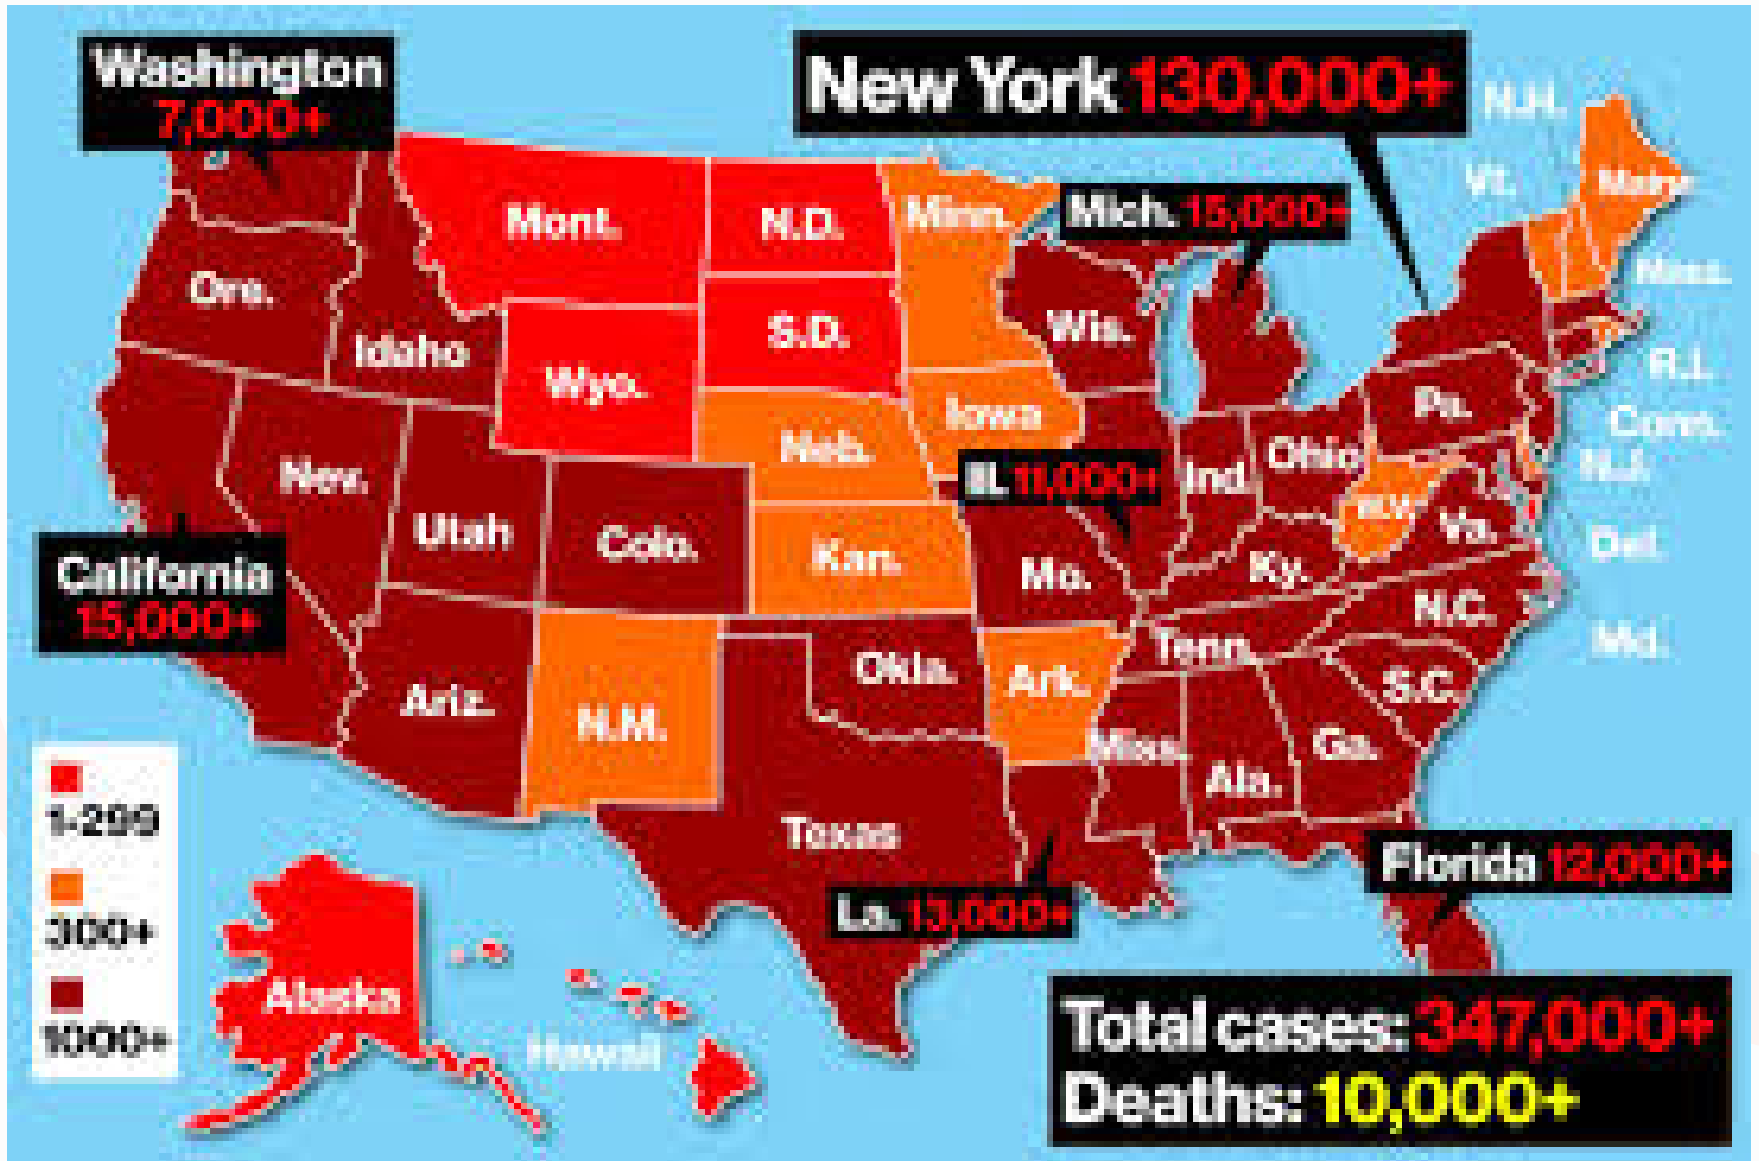 Washington
7,000+
New York 130,000+
N.H.
Vt.
Maine
Mont.
N.D.
Minn.
Mich. 15,000+
Mass.
Ore.
Idaho
Wyo.
S.D.
Wis.
R.I.
Pa.
Conn.
Iowa
Neb.
Nev.
Ohio
Ind.
N.J.
Il. 11,000+
W.V.
Va.
Utah
Colo.
Kan.
Mo.
Ky.
Del.
California
15,000+
N.C.
Md.
Tenn.
Okla.
Ark.
S.C.
Ariz.
N.M.
Miss.
Ga.
Ala.
Texas
1-299
300+
1000+
Florida 12,000+
La. 13,000+
Alaska
Hawaii
Total cases: 347,000+
Deaths: 10,000+